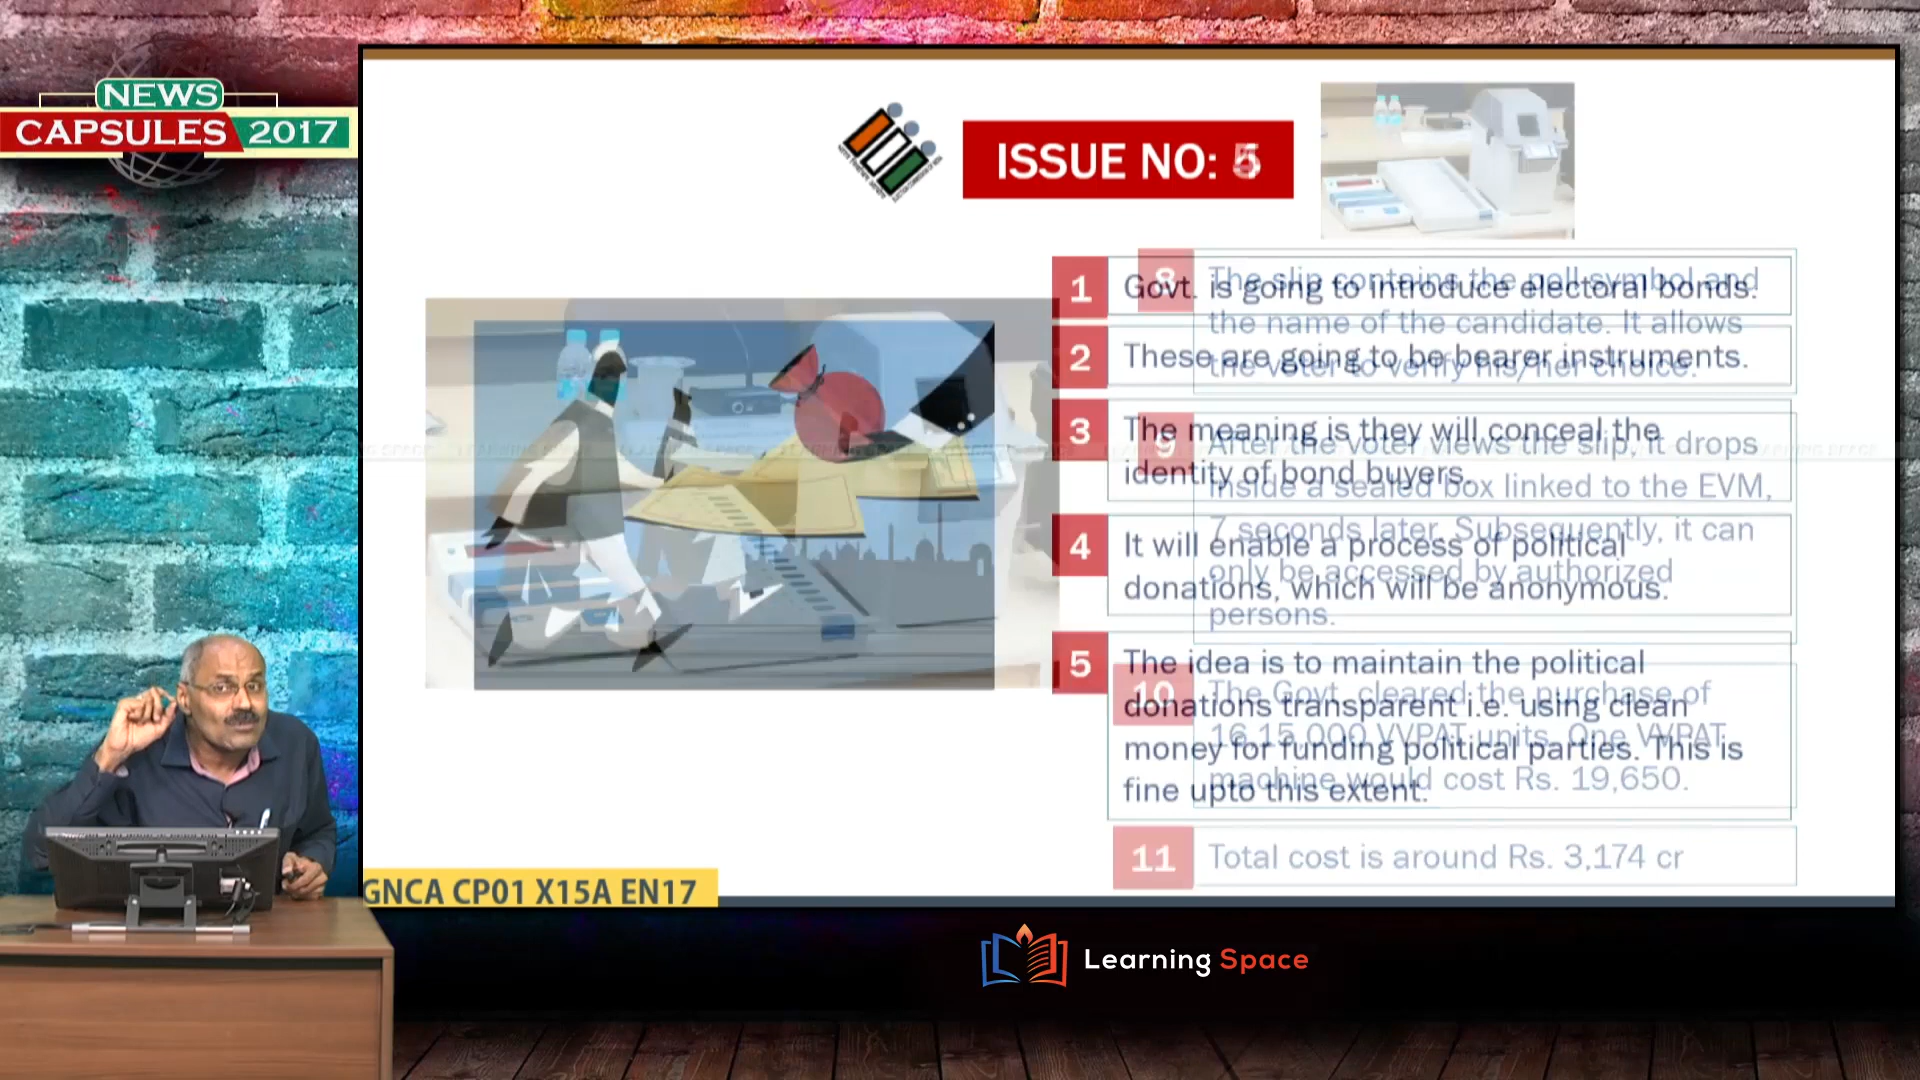 NEWS
CAPSULES 2017
ISSUE NO:
1 Govt. is going to introduce electoral bonds.
2 These are going to be bearer instruments.
3 The meaning is they will conceal the
identity of bond buyers.
4 It will enable a process of political
donations, which will be anonymous.
5 The idea is to maintain the political
donations transparent i.e. using clean
money for funding political parties. This is
fine upto this extent.
8 The slip contains the poll symbol and
the name of the candidate. It allows
the voter to verify his/her choice.
9 After the voter views the slip, it drops
inside a sealed box linked to the EVM,
7 seconds later. Subsequently, it can
only be accessed by authorized
persons.
10 The Govt. cleared the purchase of
16,15,000 VVPAT units. One VVPAT
machine would cost Rs. 19,650.
11 Total cost is around Rs. 3,174 cr
GNCA CP01 X15A EN17
Learning Space